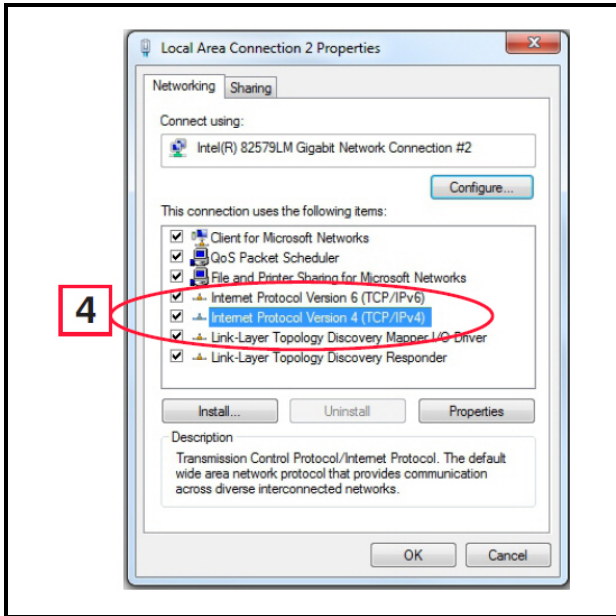 Local Area Connection 2 Properties
Networking
Sharing
Connect using:
Intel(R) 82579LM Gigabit Network Connection #2
Configure...
This connection uses the following items:
Client for Microsoft Networks
QoS Packet Scheduler
File and Printer Sharing for Microsoft Networks
Internet Protocol Version 6 (TCP/IPv6)
4
Internet Protocol Version 4 (TCP/IPv4)
Link-Layer Topology Discovery Mapper I/O Driver
Link-Layer Topology Discovery Responder
Install...
Uninstall
Properties
Description
Transmission Control Protocol/Internet Protocol. The default
wide area network protocol that provides communication
across diverse interconnected networks.
OK
Cancel